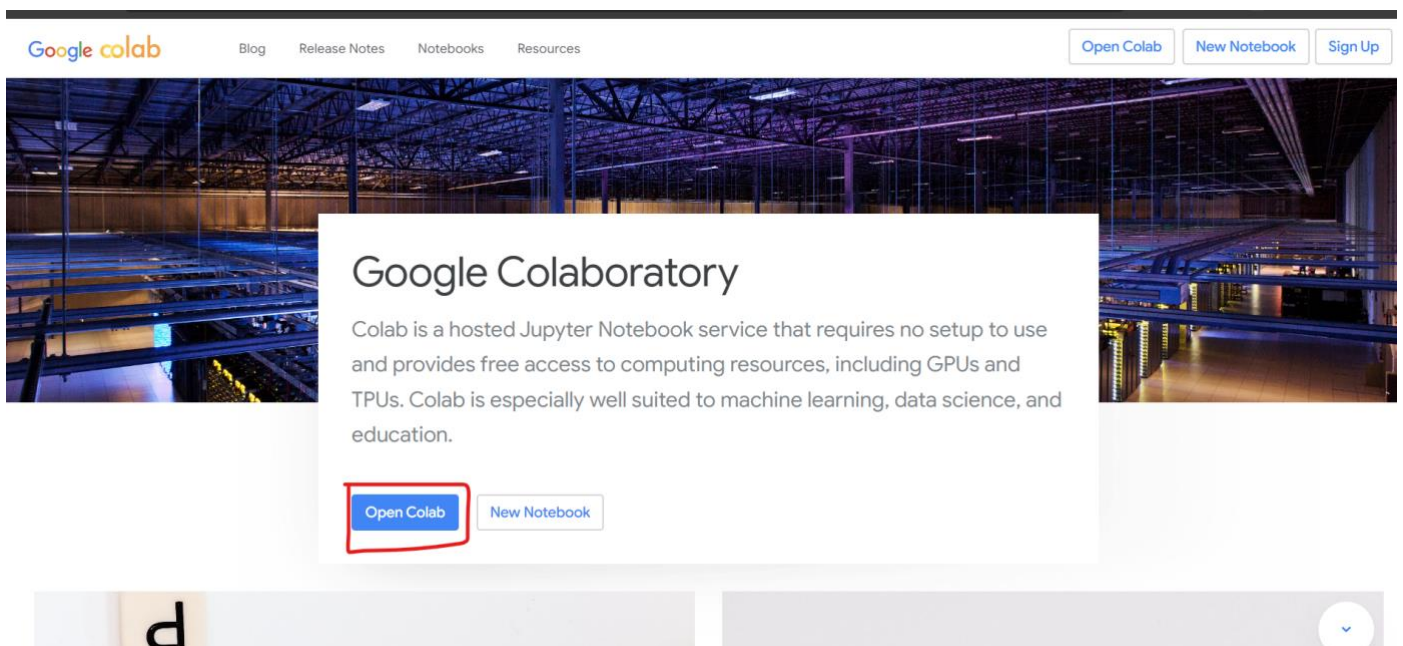 Google colab
Blog Release Notes Notebooks Resources
Open Colab New Notebook Sign Up
Google Colaboratory
Colab is a hosted Jupyter Notebook service that requires no setup to use
and provides free access to computing resources, including GPUs and
TPUs. Colab is especially well suited to machine learning, data science, and
education.
Open Colab New Notebook